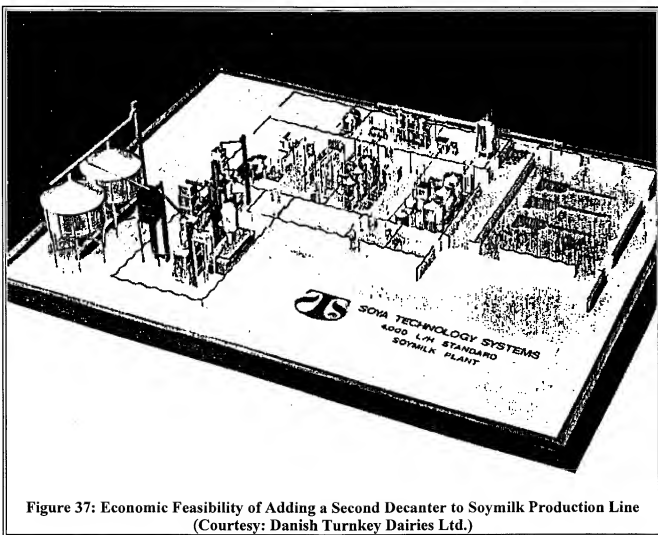 STS
SOYA TECHNOLOGY SYSTEMS
4000 L/H STANDARD
SOYMILK PLANT
Figure 37: Economic Feasibility of Adding a Second Decanter to Soymilk Production Line
(Courtesy: Danish Turnkey Dairies Ltd.)